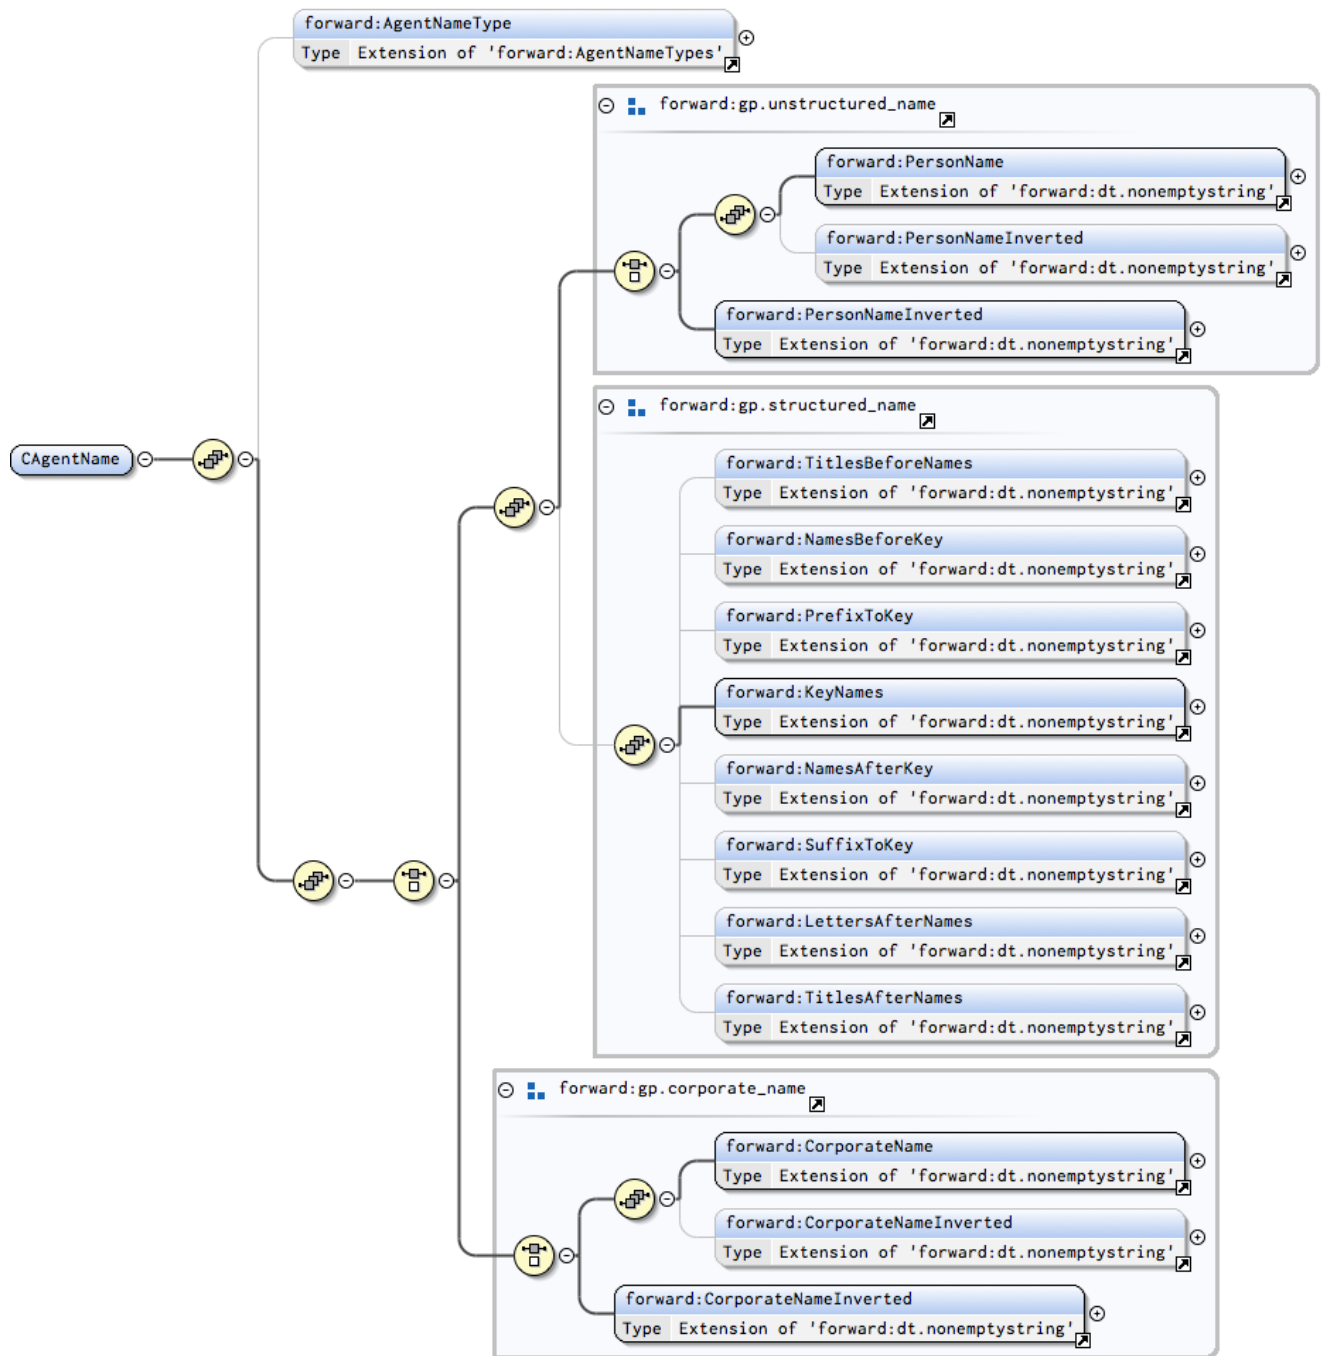 forward:AgentNameType
Type Extension of 'forward:AgentNameTypes'
forward:gp.unstructured_name
forward:PersonName
Type Extension of 'forward:dt.nonemptystring'
forward:PersonNameInverted
Type Extension of 'forward:dt.nonemptystring'
forward:PersonNameInverted
Type Extension of 'forward:dt.nonemptystring'
forward:gp.structured_name
CAgentName
forward:TitlesBeforeNames
Type Extension of 'forward:dt.nonemptystring'
forward:NamesBeforeKey
Type Extension of 'forward:dt.nonemptystring'
forward:PrefixToKey
Type Extension of 'forward:dt.nonemptystring'
forward:KeyNames
Type Extension of 'forward:dt.nonemptystring'
forward:NamesAfterKey
Type Extension of 'forward:dt.nonemptystring'
forward:SuffixToKey
Type Extension of 'forward:dt.nonemptystring'
forward:LettersAfterNames
Type Extension of 'forward:dt.nonemptystring'
forward:TitlesAfterNames
Type Extension of 'forward:dt.nonemptystring'
forward:gp.corporate_name
forward:CorporateName
Type Extension of 'forward:dt.nonemptystring'
forward:CorporateNameInverted
Type Extension of 'forward:dt.nonemptystring'
forward:CorporateNameInverted
Type Extension of 'forward:dt.nonemptystring'